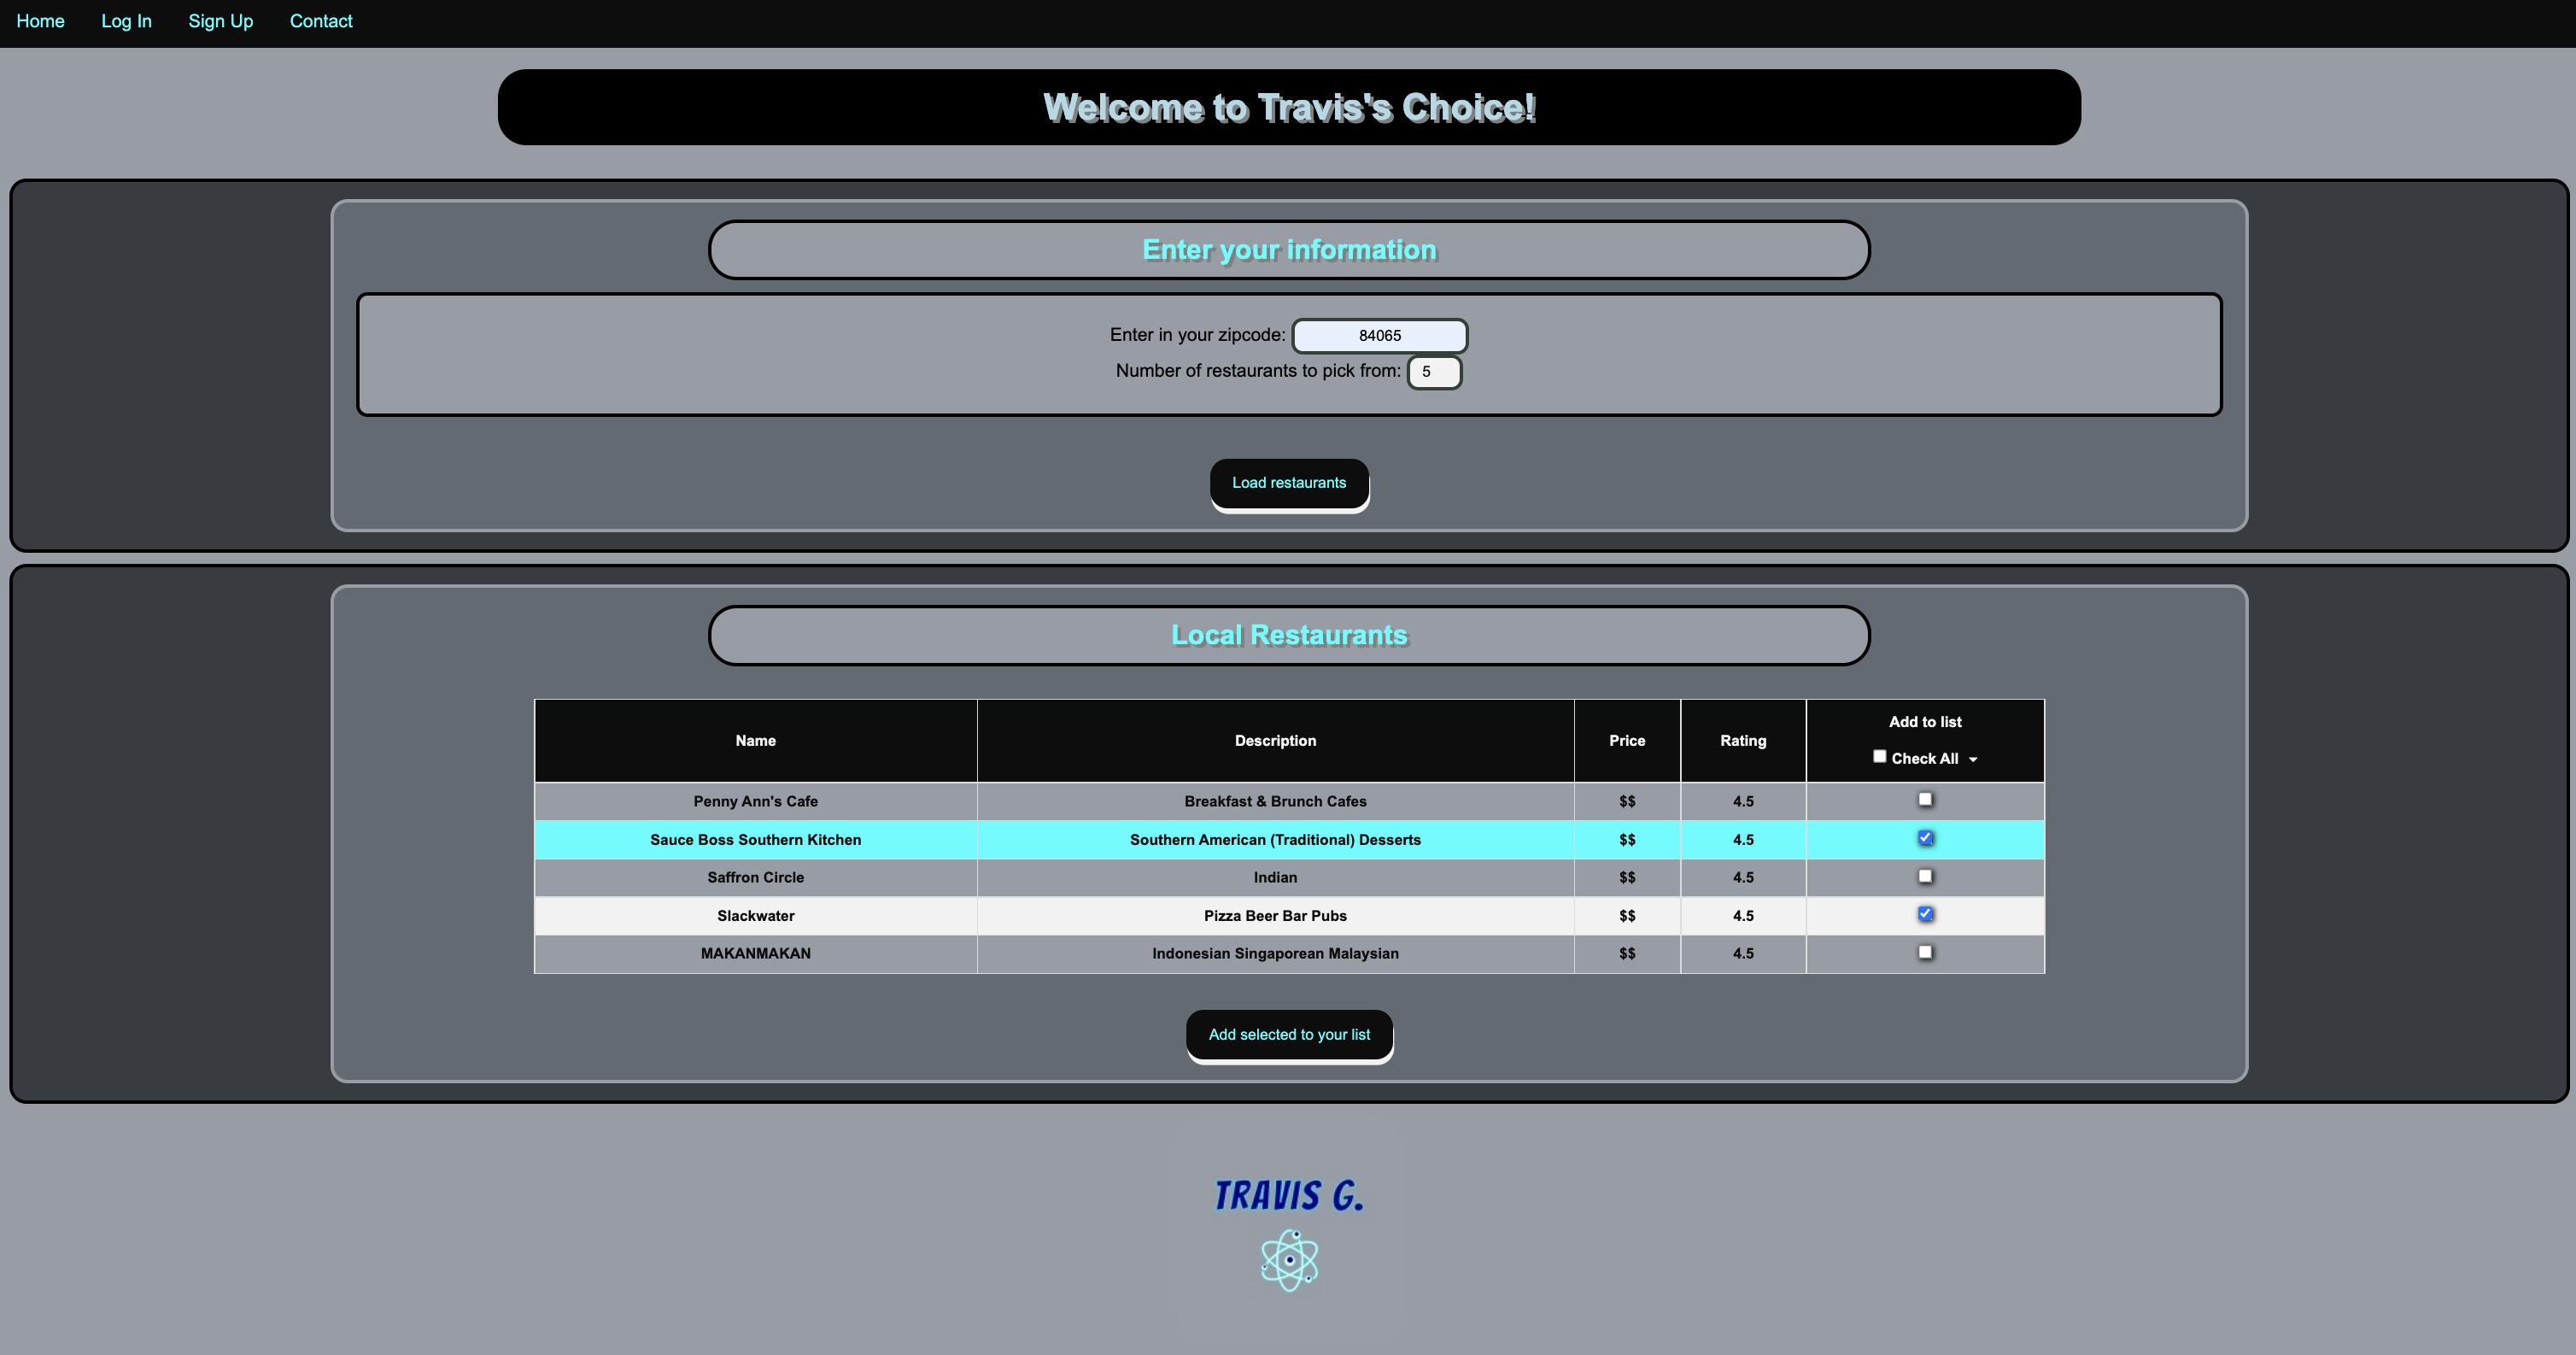 Home Log In Sign Up Contact
Welcome to Travis's Choice!
Enter your information
Enter in your zipcode: 84065
Number of restaurants to pick from: 5
Load restaurants
Local Restaurants
Name Description Price Rating Add to list
Check All
Penny Ann's Cafe Breakfast & Brunch Cafes $$ 4.5
Sauce Boss Southern Kitchen Southern American (Traditional) Desserts $$ 4.5
Saffron Circle Indian $$ 4.5
Slackwater Pizza Beer Bar Pubs $$ 4.5
MAKANMAKAN Indonesian Singaporean Malaysian $$ 4.5
Add selected to your list
TRAVIS G.